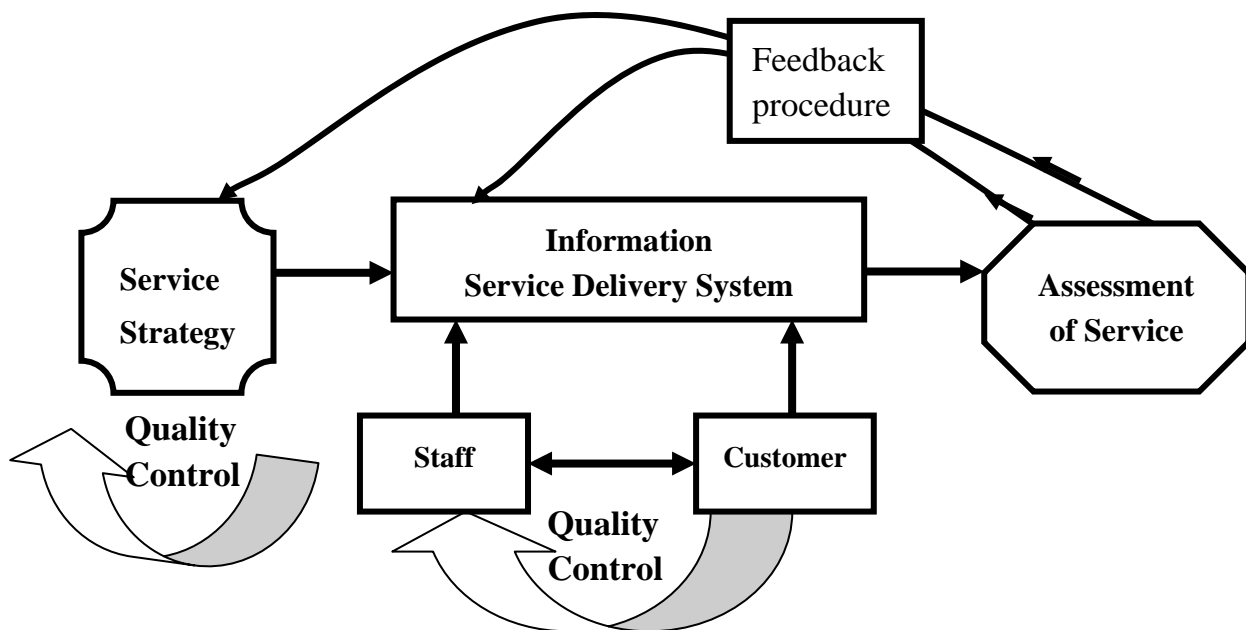 Feedback
procedure
Information
Service Delivery System
Service
Strategy
Assessment
of Service
Quality
Control
Staff
Customer
Quality
Control